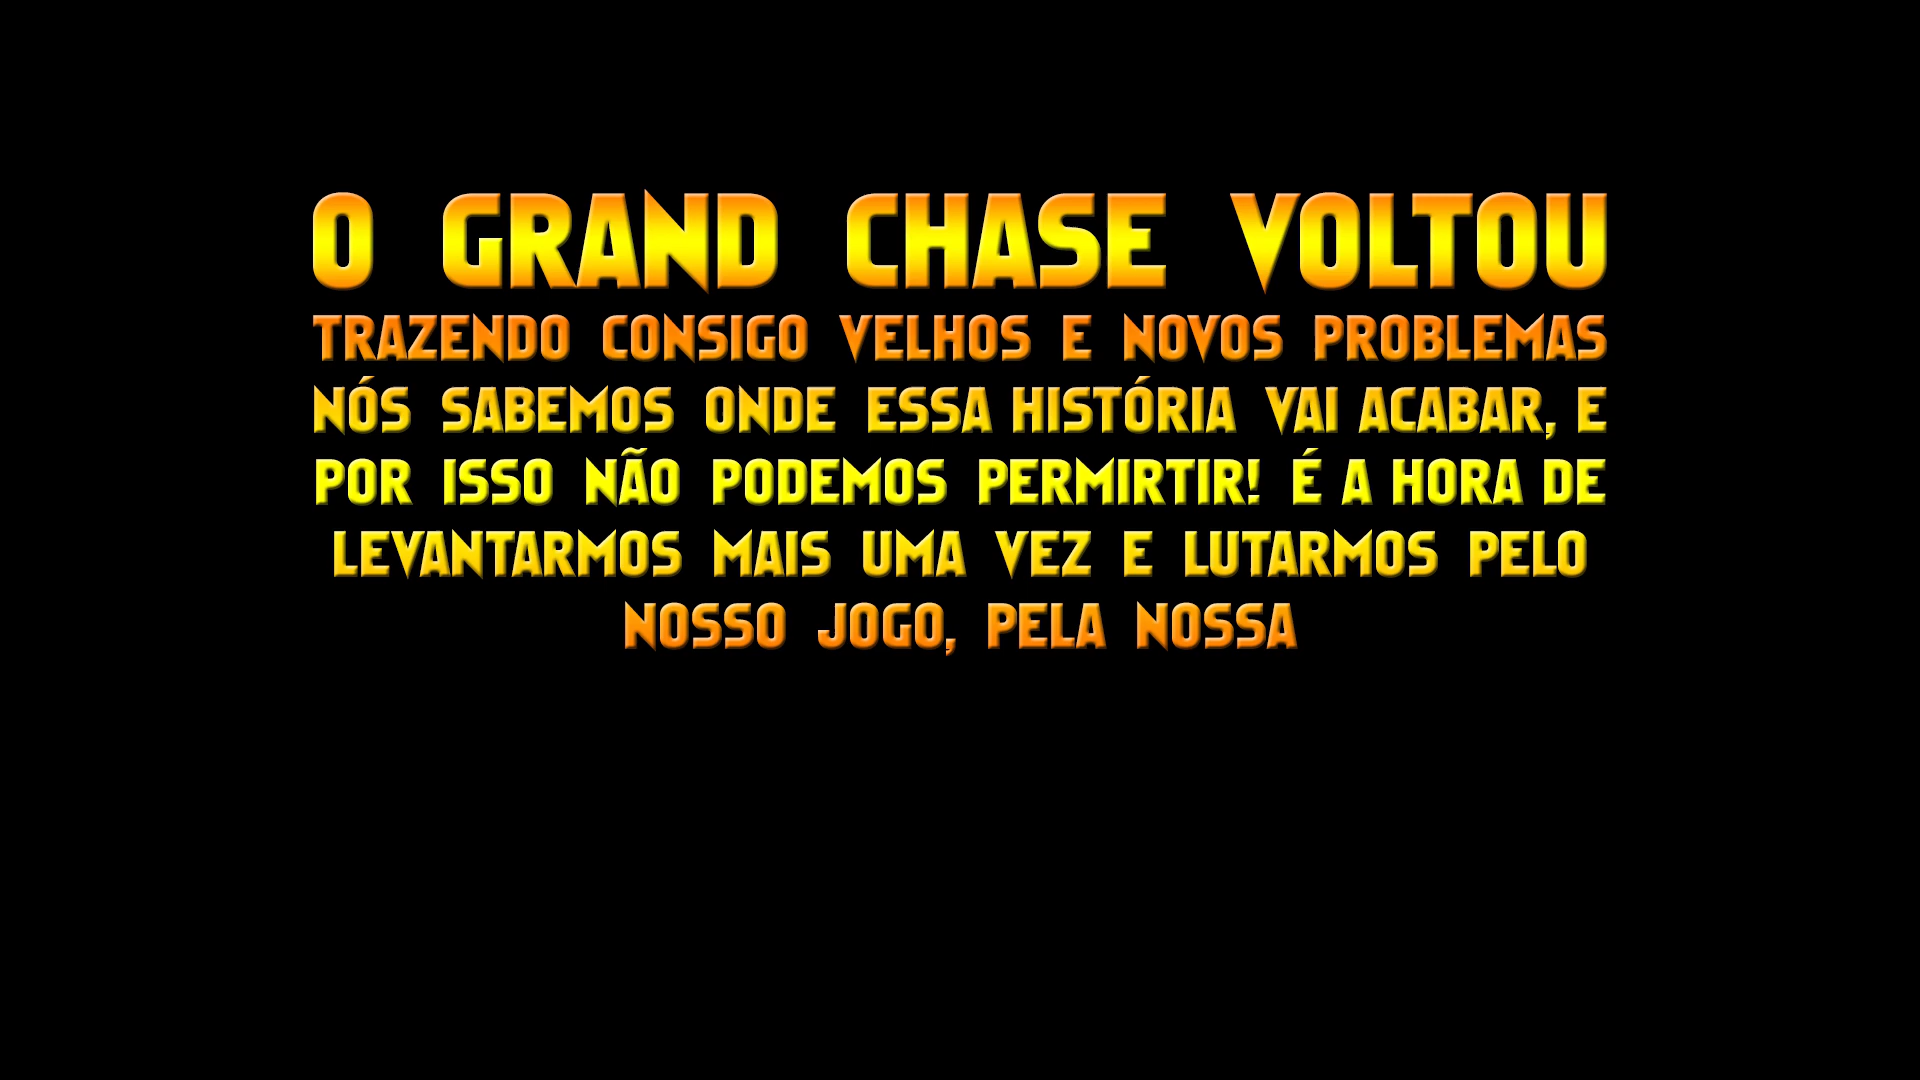 O GRAND CHASE VOLTOU
TRAZENDO CONSIGO VELHOS E NOVOS PROBLEMAS
NÓS SABEMOS ONDE ESSA HISTÓRIA VAI ACABAR, E
POR ISSO NÃO PODEMOS PERMIRTIR! É A HORA DE
LEVANTARMOS MAIS UMA VEZ E LUTARMOS PELO
NOSSO JOGO, PELA NOSSA